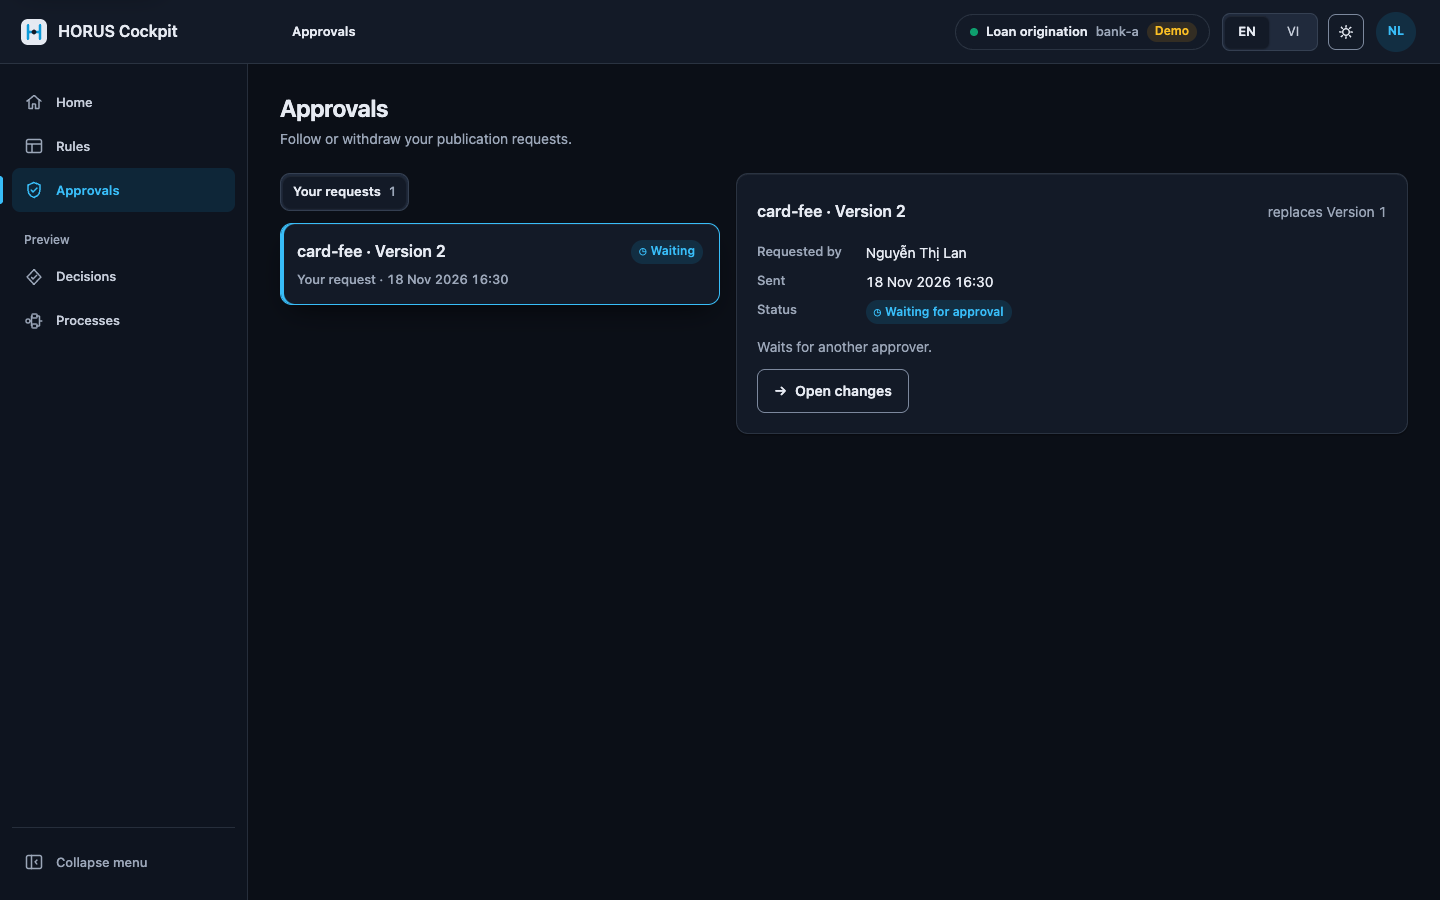 HORUS Cockpit
Approvals
Loan origination bank-a Demo
EN VI
NL
Home
Rules
Approvals
Preview
Decisions
Processes
Collapse menu
Approvals
Follow or withdraw your publication requests.
Your requests 1
card-fee · Version 2
Waiting
Your request · 18 Nov 2026 16:30
card-fee · Version 2
replaces Version 1
Requested by Nguyễn Thị Lan
Sent 18 Nov 2026 16:30
Status Waiting for approval
Waits for another approver.
Open changes